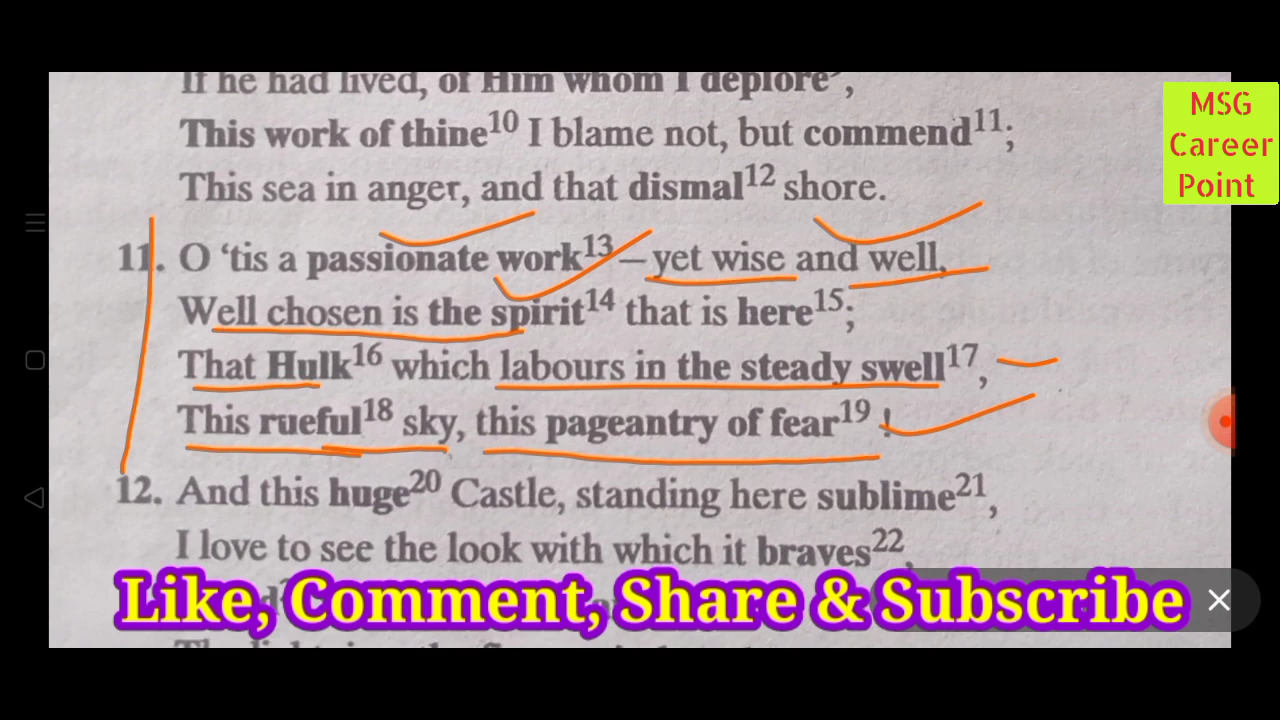 If he had lived, of Him whom I deplore⁹,
This work of thine¹⁰ I blame not, but commend¹¹;
This sea in anger, and that dismal¹² shore.
11. O ‘tis a passionate work¹³—yet wise and well,
Well chosen is the spirit¹⁴ that is here¹⁵;
That Hulk¹⁶ which labours in the steady swell¹⁷,
This rueful¹⁸ sky, this pageantry of fear¹⁹ !
12. And this huge²⁰ Castle, standing here sublime²¹,
I love to see the look with which it braves²²,
Like, Comment, Share & Subscribe
MSG
Career
Point